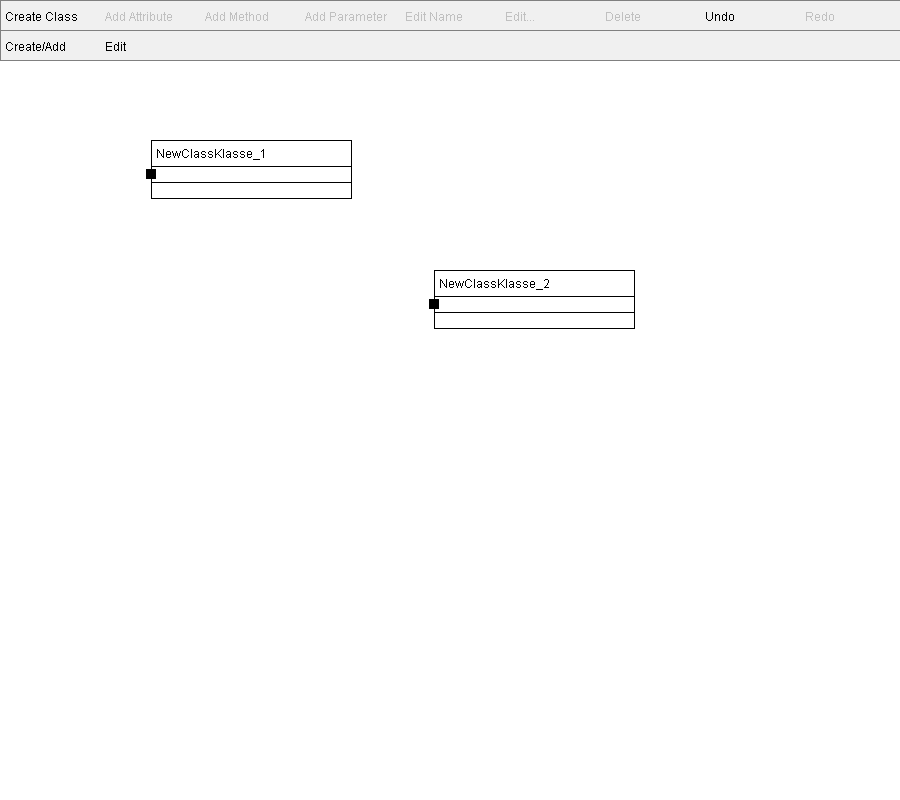 Create Class Add Attribute Add Method Add Parameter Edit Name Edit... Delete Undo Redo
Create/Add Edit
NewClassKlasse_1
NewClassKlasse_2